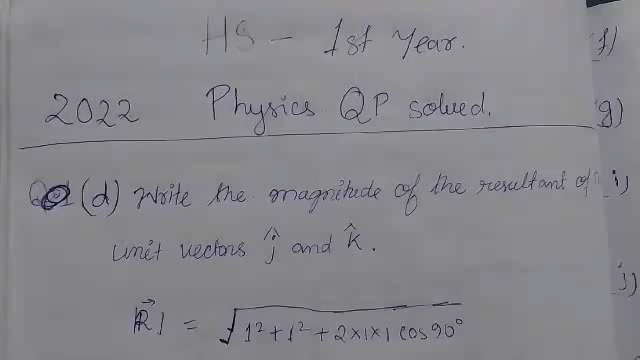 HS - 1st Year.
2022 Physics QP solved.
(d) Write the magnitude of the resultant of
unit vectors ĵ and k̂.
|R⃗| = √1² + 1² + 2×1×1 cos 90°
f)
g)
i)
j)